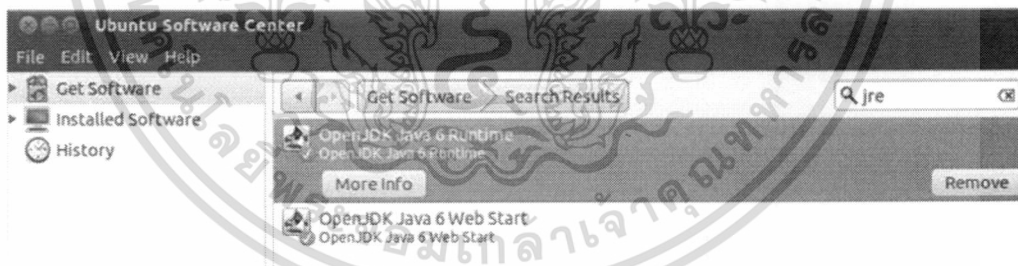 Ubuntu Software Center
File Edit View Help
Get Software
Installed Software
History
Get Software
Search Results
jre
OpenJDK Java 6 Runtime
OpenJDK Java 6 Runtime
More Info
Remove
OpenJDK Java 6 Web Start
OpenJDK Java 6 Web Start